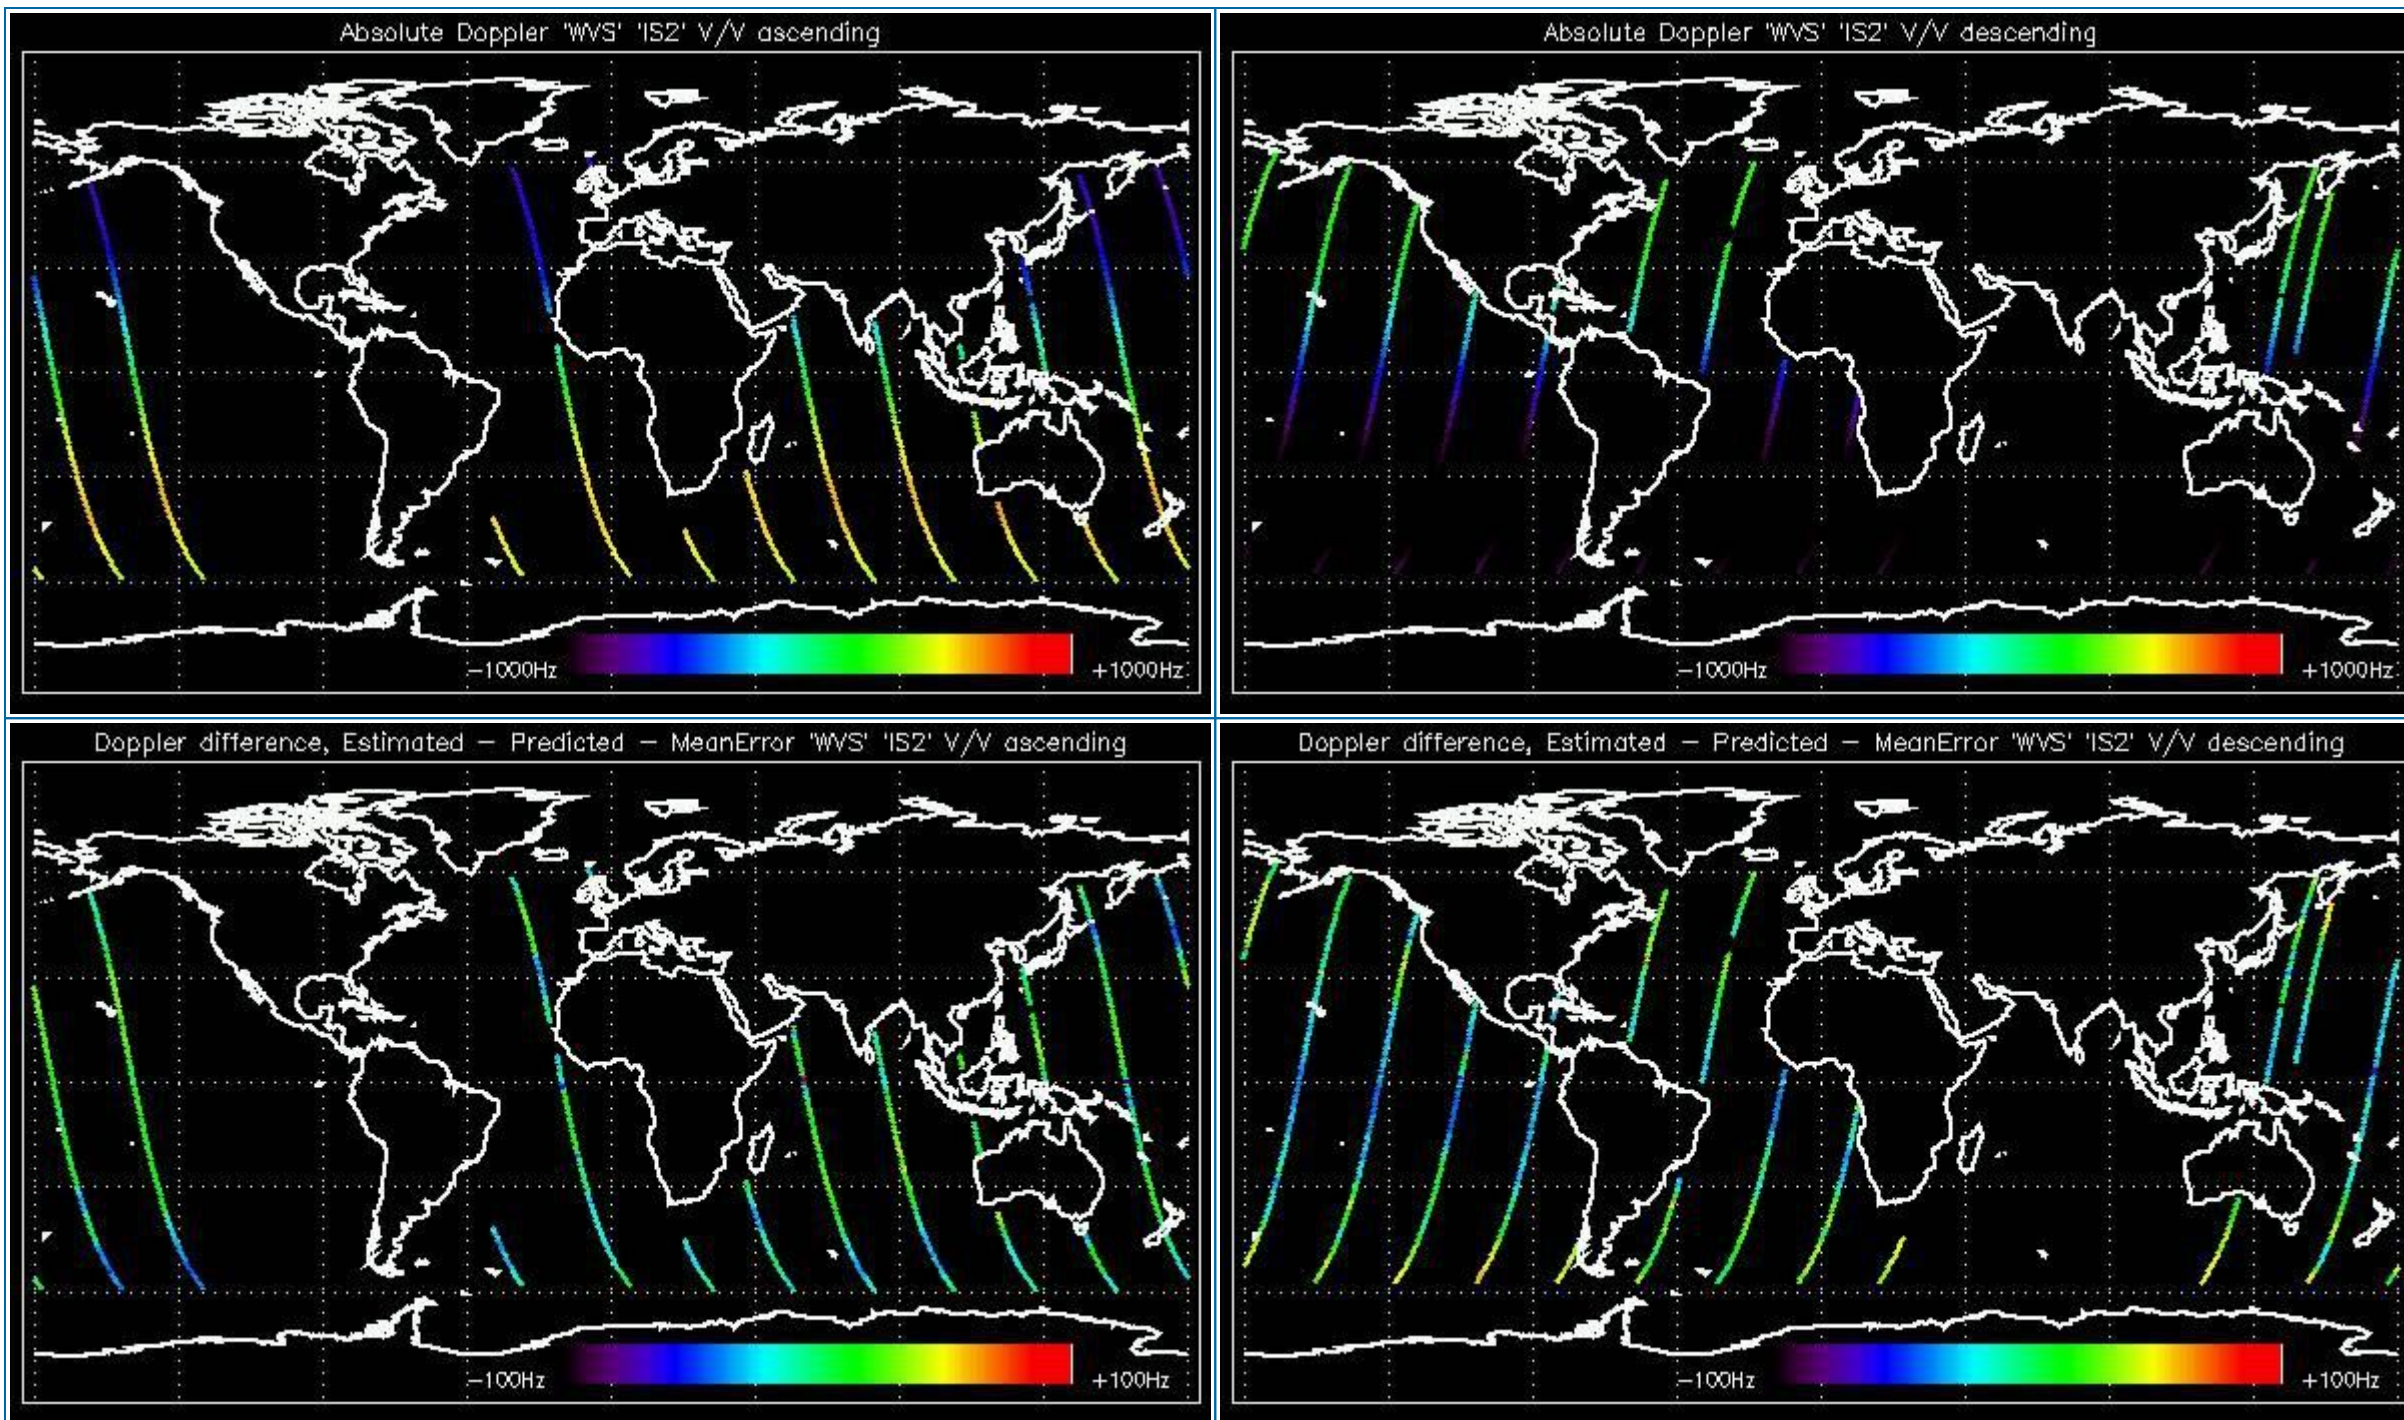 Absolute Doppler 'WVS' 'IS2' V/V ascending
-1000Hz
+1000Hz
Absolute Doppler 'WVS' 'IS2' V/V descending
-1000Hz
+1000Hz
Doppler difference, Estimated - Predicted - MeanError 'WVS' 'IS2' V/V ascending
-100Hz
+100Hz
Doppler difference, Estimated - Predicted - MeanError 'WVS' 'IS2' V/V descending
-100Hz
+100Hz